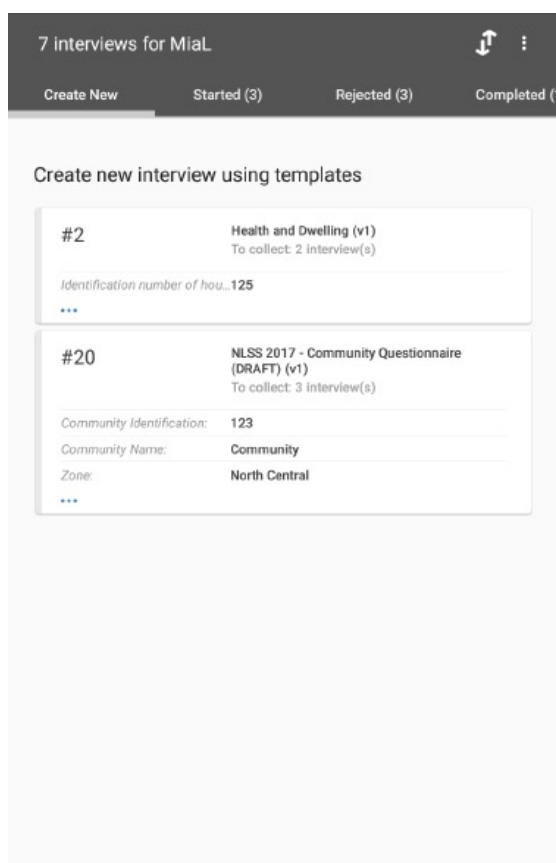 7 interviews for MiaL
Create New Started (3) Rejected (3) Completed (
Create new interview using templates
#2 Health and Dwelling (v1)
To collect: 2 interview(s)
Identification number of hou...125
#20 NLSS 2017 - Community Questionnaire
(DRAFT) (v1)
To collect: 3 interview(s)
Community Identification: 123
Community Name: Community
Zone: North Central